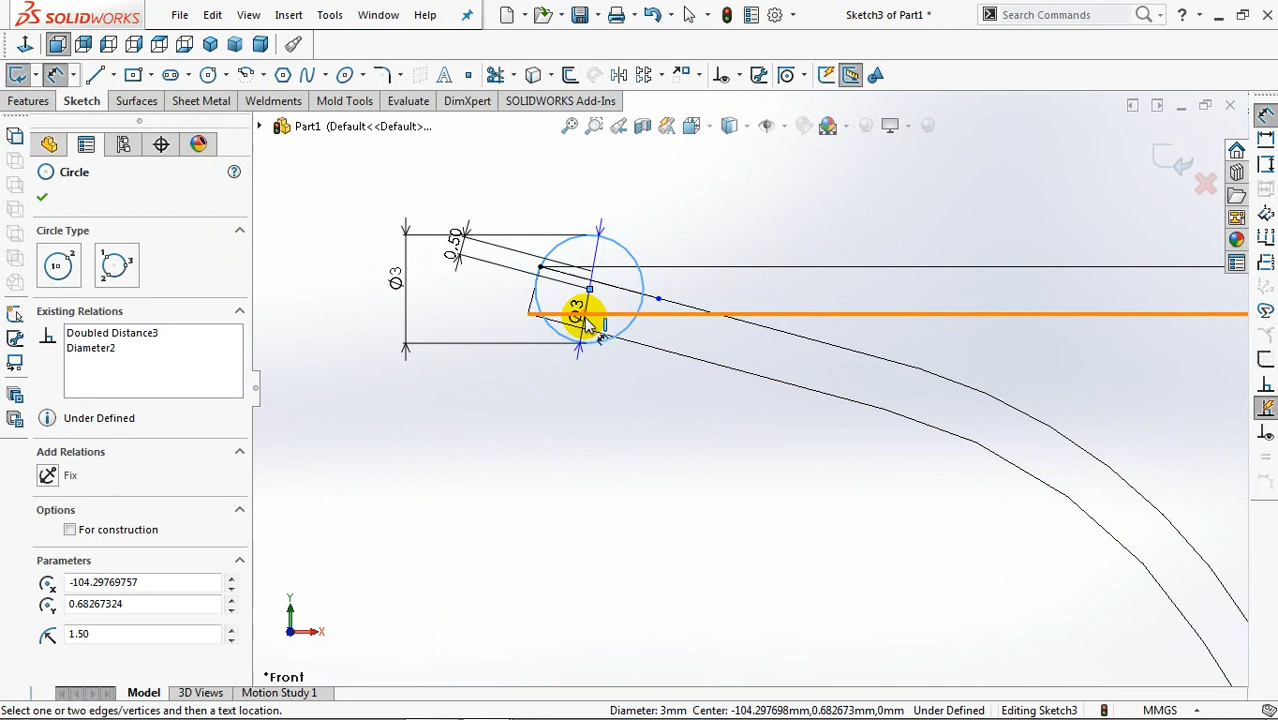 SOLIDWORKS
File
Edit
View
Insert
Tools
Window
Help
Sketch3 of Part1 *
Search Commands
?
Features
Sketch
Surfaces
Sheet Metal
Weldments
Mold Tools
Evaluate
DimXpert
SOLIDWORKS Add-Ins
Part1 (Default<<Default>...
Circle
Circle Type
Existing Relations
Doubled Distance3
Diameter2
Under Defined
Add Relations
Fix
Options
For construction
Parameters
-104.29769757
0.68267324
1.50
0.50
Ø3
Ø3
Y
X
*Front
Model
3D Views
Motion Study 1
Select one or two edges/vertices and then a text location.
Diameter: 3mm Center: -104.297698mm,0.682673mm,0mm
Under Defined
Editing Sketch3
MMGS